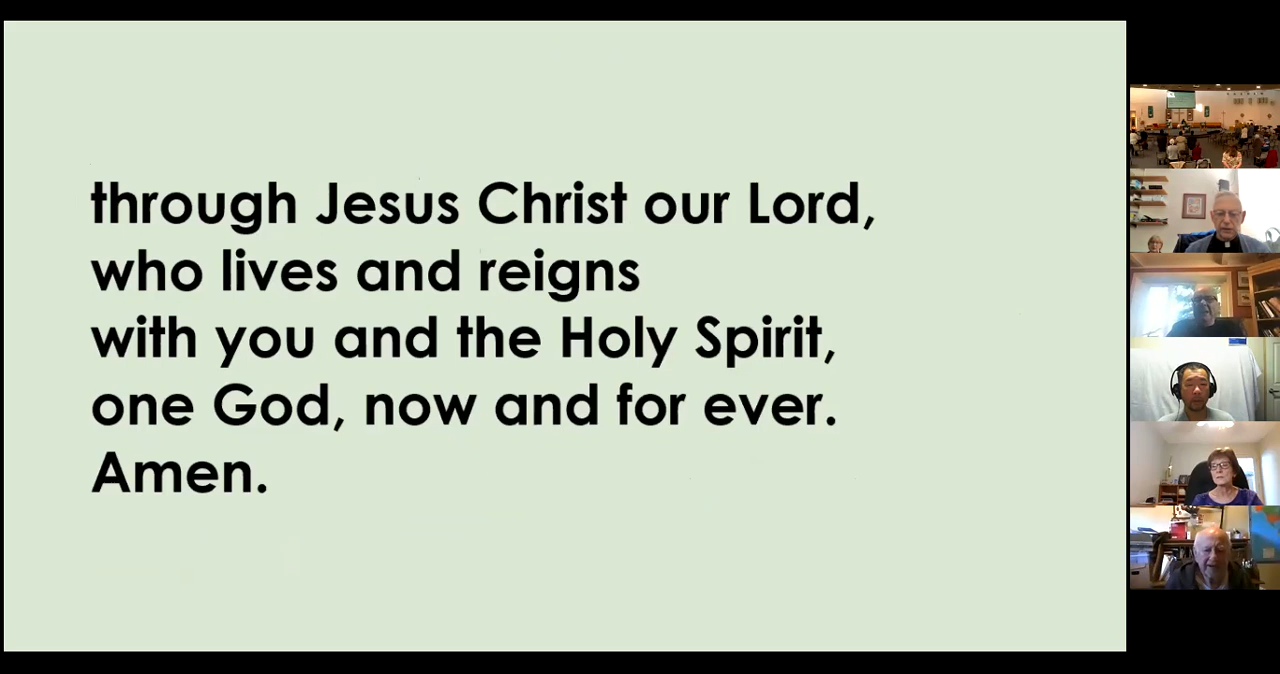 through Jesus Christ our Lord,
who lives and reigns
with you and the Holy Spirit,
one God, now and for ever.
Amen.